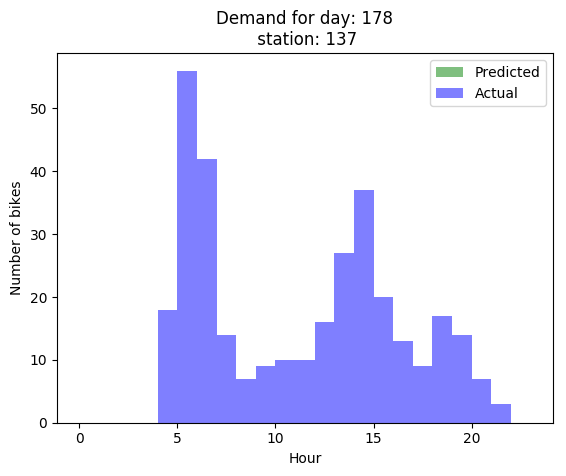 Demand for day: 178
station: 137
Predicted
Actual
Number of bikes
50
40
30
20
10
0
0 5 10 15 20
Hour